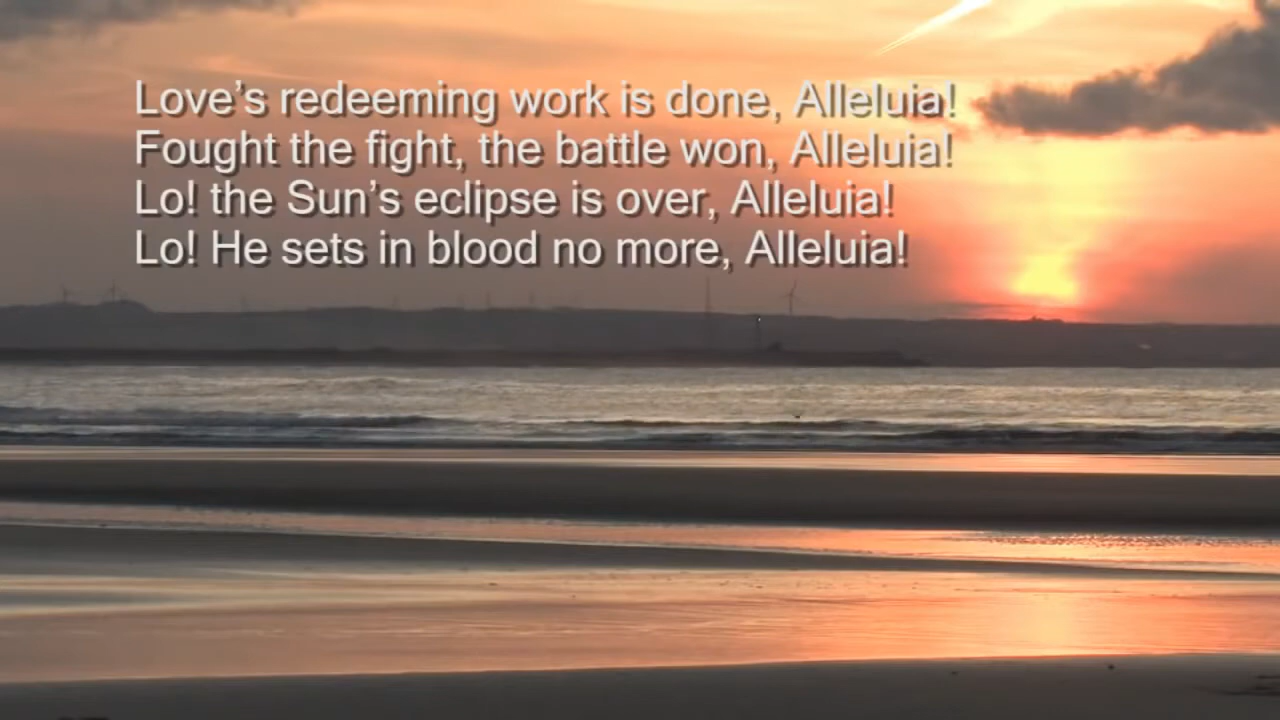 Love’s redeeming work is done, Alleluia!
Fought the fight, the battle won, Alleluia!
Lo! the Sun’s eclipse is over, Alleluia!
Lo! He sets in blood no more, Alleluia!